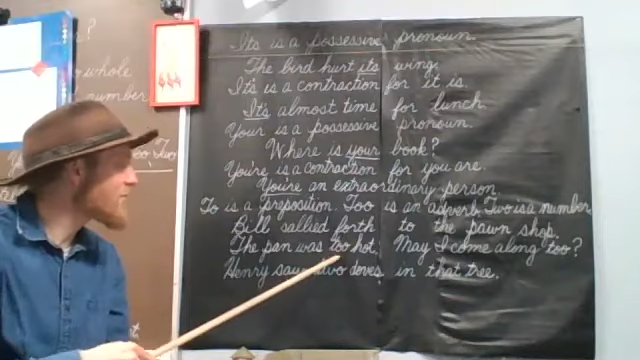 Its is a possessive pronoun.
The bird hurt its wing.
It's is a contraction for it is.
It's almost time for lunch.
Your is a possessive pronoun.
Where is your book?
You're is a contraction for you are.
You're an extraordinary person.
To is a preposition. Too is an adverb. Two is a number.
Bill sallied forth to the pawn shop.
The pan was too hot. May I come along too?
Henry saw two doves in that tree.
whole
number
Two